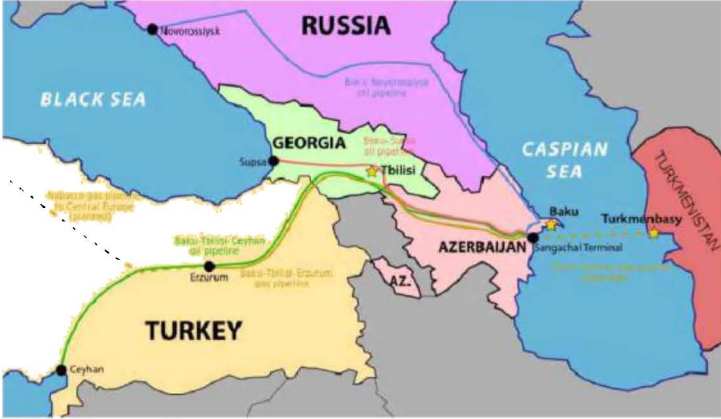 RUSSIA
Novorossiysk
Baku-Novorossiysk
oil pipeline
BLACK SEA
GEORGIA
Baku-Supsa
oil pipeline
CASPIAN
SEA
TURKMENISTAN
Supsa
Tbilisi
Nabucco gas pipeline
to Central Europe
(planned)
Baku
Turkmenbasy
Baku-Tbilisi-Ceyhan
oil pipeline
AZERBAIJAN
Sangachal Terminal
Erzurum
Baku-Tbilisi-Erzurum
gas pipeline
AZ.
TURKEY
Ceyhan